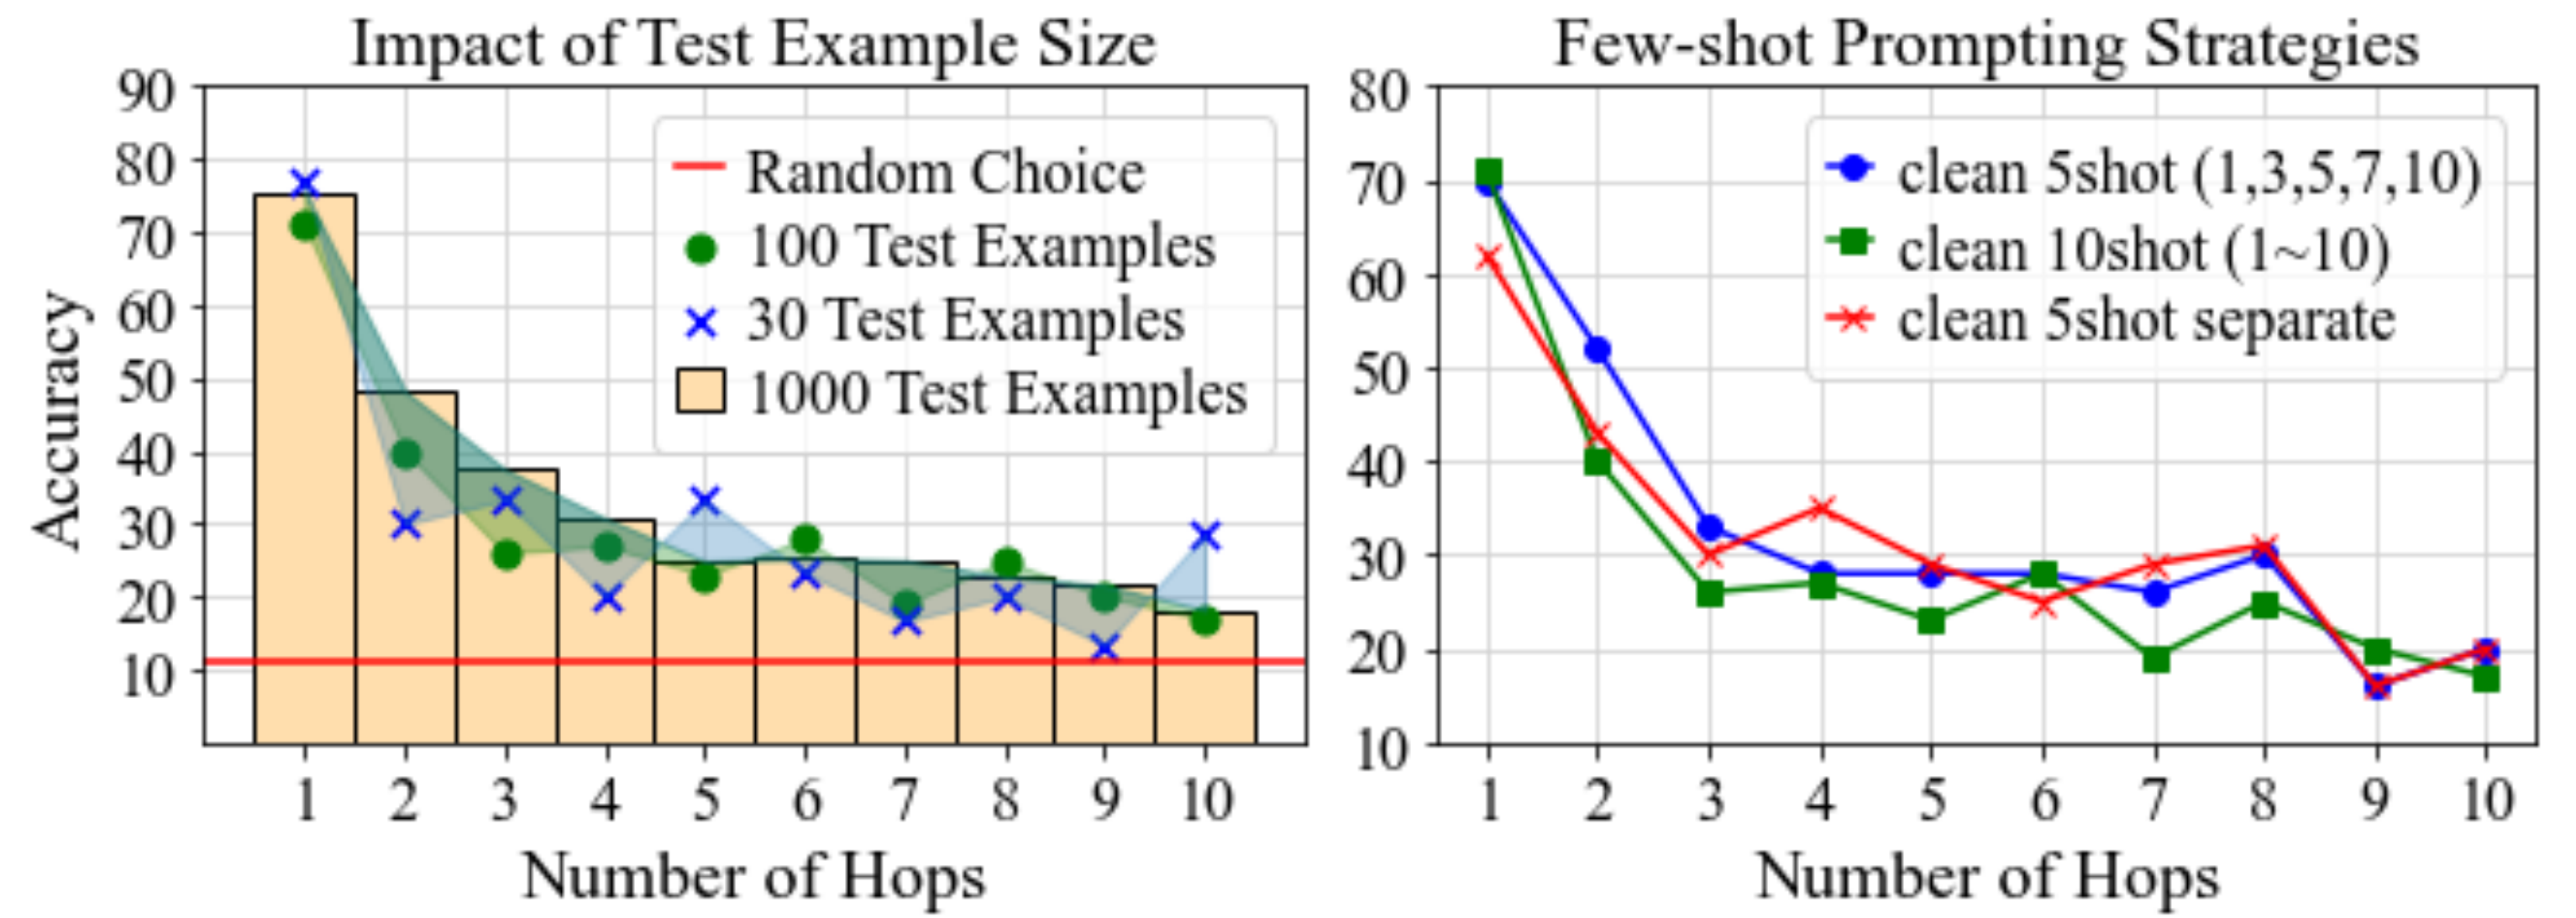 Impact of Test Example Size
90
80
70
60
50
40
30
20
10
Accuracy
Random Choice
100 Test Examples
30 Test Examples
1000 Test Examples
1 2 3 4 5 6 7 8 9 10
Number of Hops
Few-shot Prompting Strategies
80
70
60
50
40
30
20
10
clean 5shot (1,3,5,7,10)
clean 10shot (1~10)
clean 5shot separate
1 2 3 4 5 6 7 8 9 10
Number of Hops